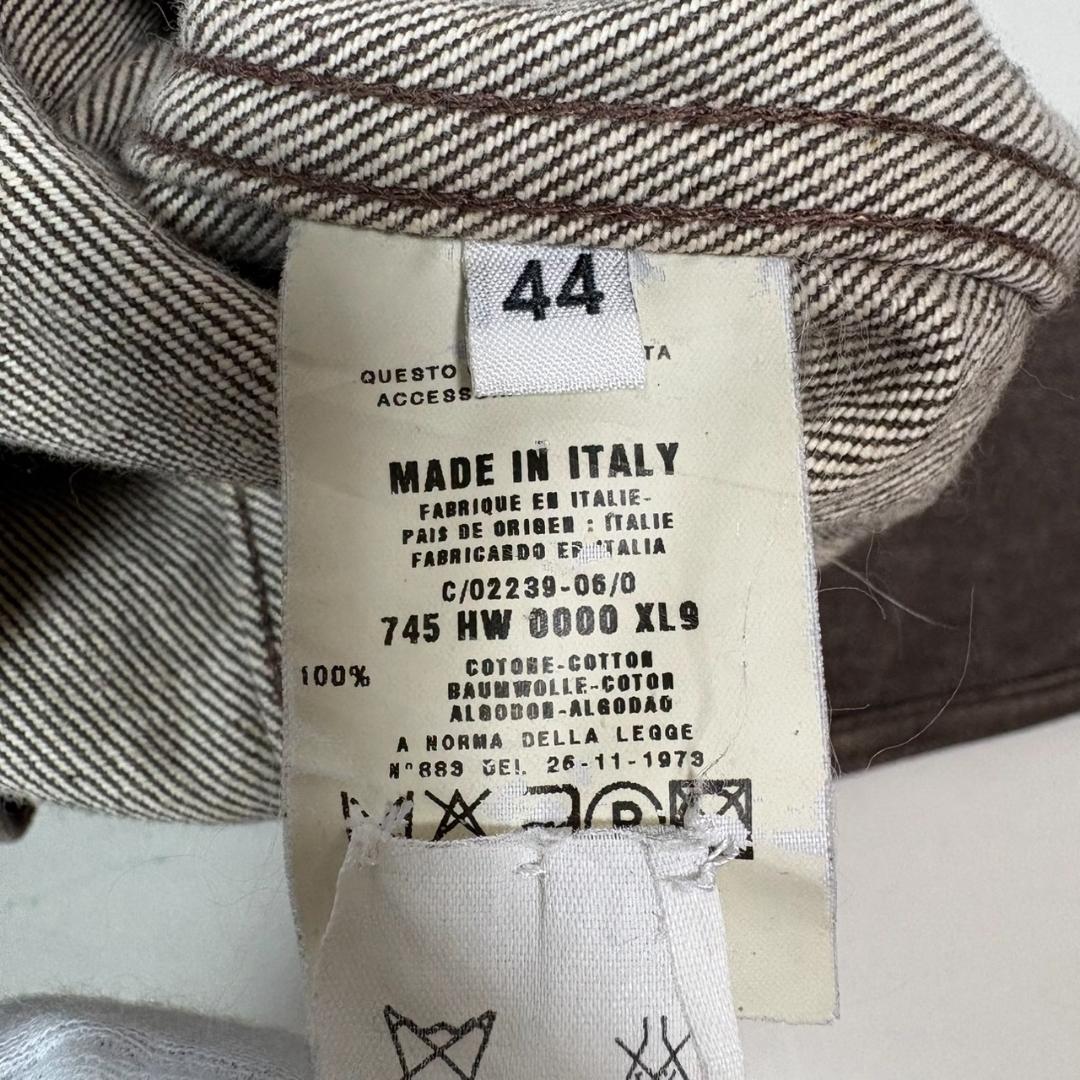 44
QUESTO TA
ACCESS
MADE IN ITALY
FABRIQUE EN ITALIE-
PAIS DE ORIGEN : ITALIE
FABRICARDO EN ITALIA
C/02239-06/0
745 HW 0000 XL9
100% COTONE-COTTON
BAUMWOLLE-COTON
ALGODON-ALGODAO
A NORMA DELLA LEGGE
N°883 DEL 26-11-1973
P